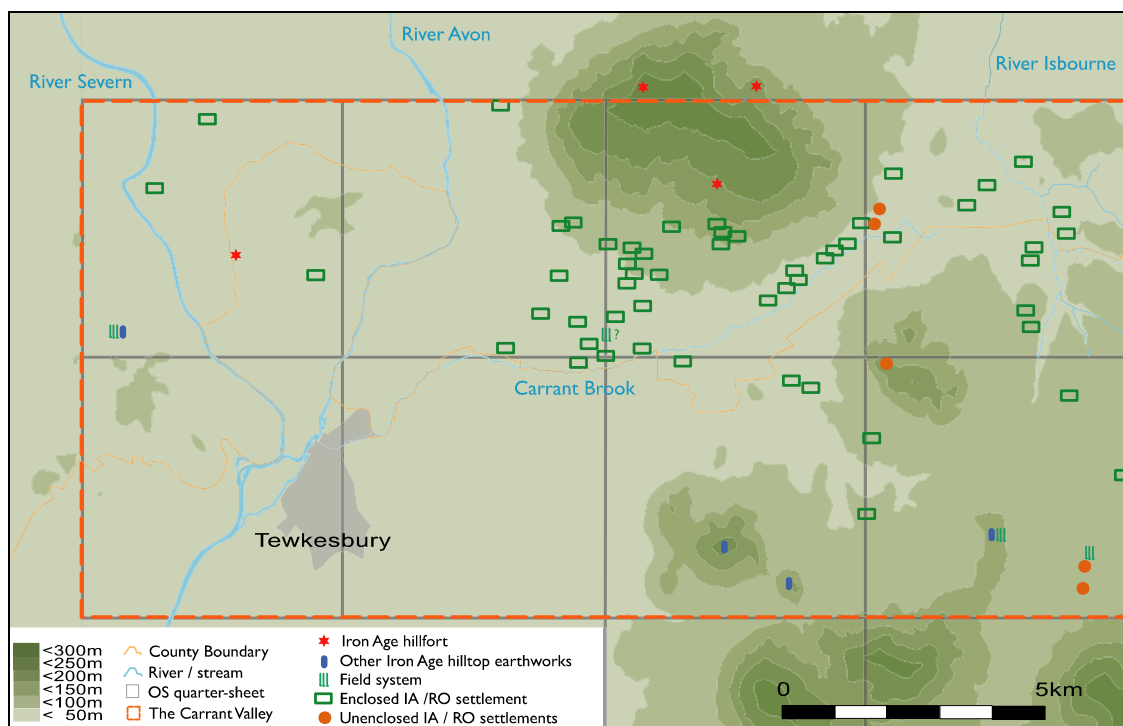 River Avon
River Severn
River Isbourne
?
Carrant Brook
Tewkesbury
<300m
<250m
<200m
<150m
<100m
< 50m
County Boundary
River / stream
OS quarter-sheet
The Carrant Valley
Iron Age hillfort
Other Iron Age hilltop earthworks
Field system
Enclosed IA /RO settlement
Unenclosed IA / RO settlements
0 5km